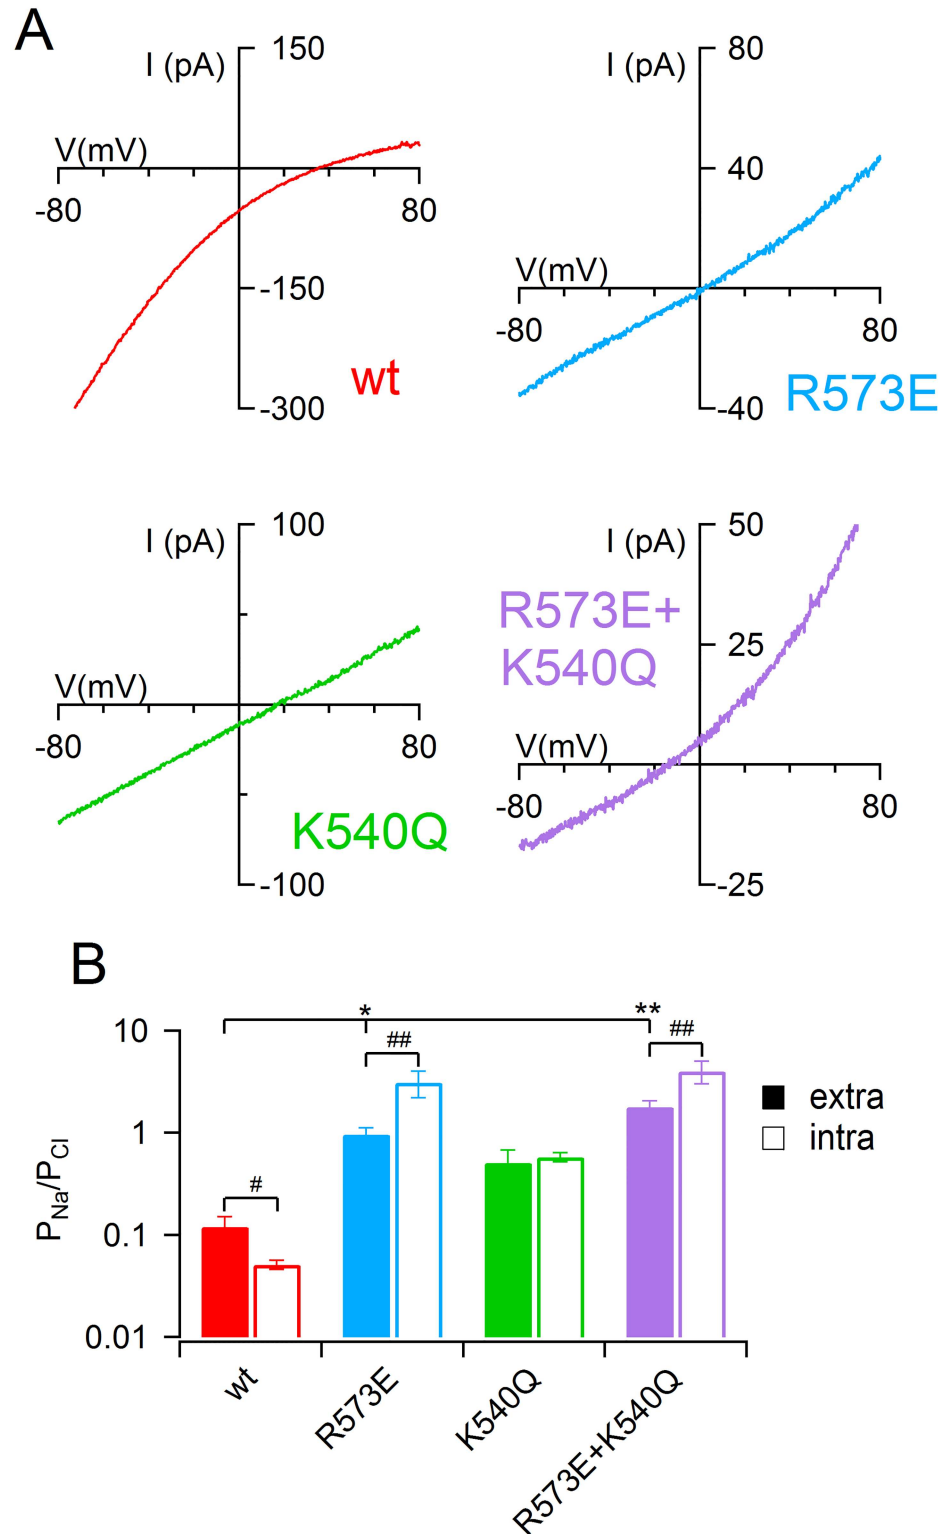 A
I (pA)
150
V(mV)
-80
80
-150
wt
-300
I (pA)
80
40
V(mV)
-80
80
R573E
-40
I (pA)
100
V(mV)
-80
80
K540Q
-100
I (pA)
50
R573E+
K540Q
25
V(mV)
-80
80
-25
B
P_Na/P_Cl
10
1
0.1
0.01
*
**
##
##
#
extra
intra
wt
R573E
K540Q
R573E+K540Q